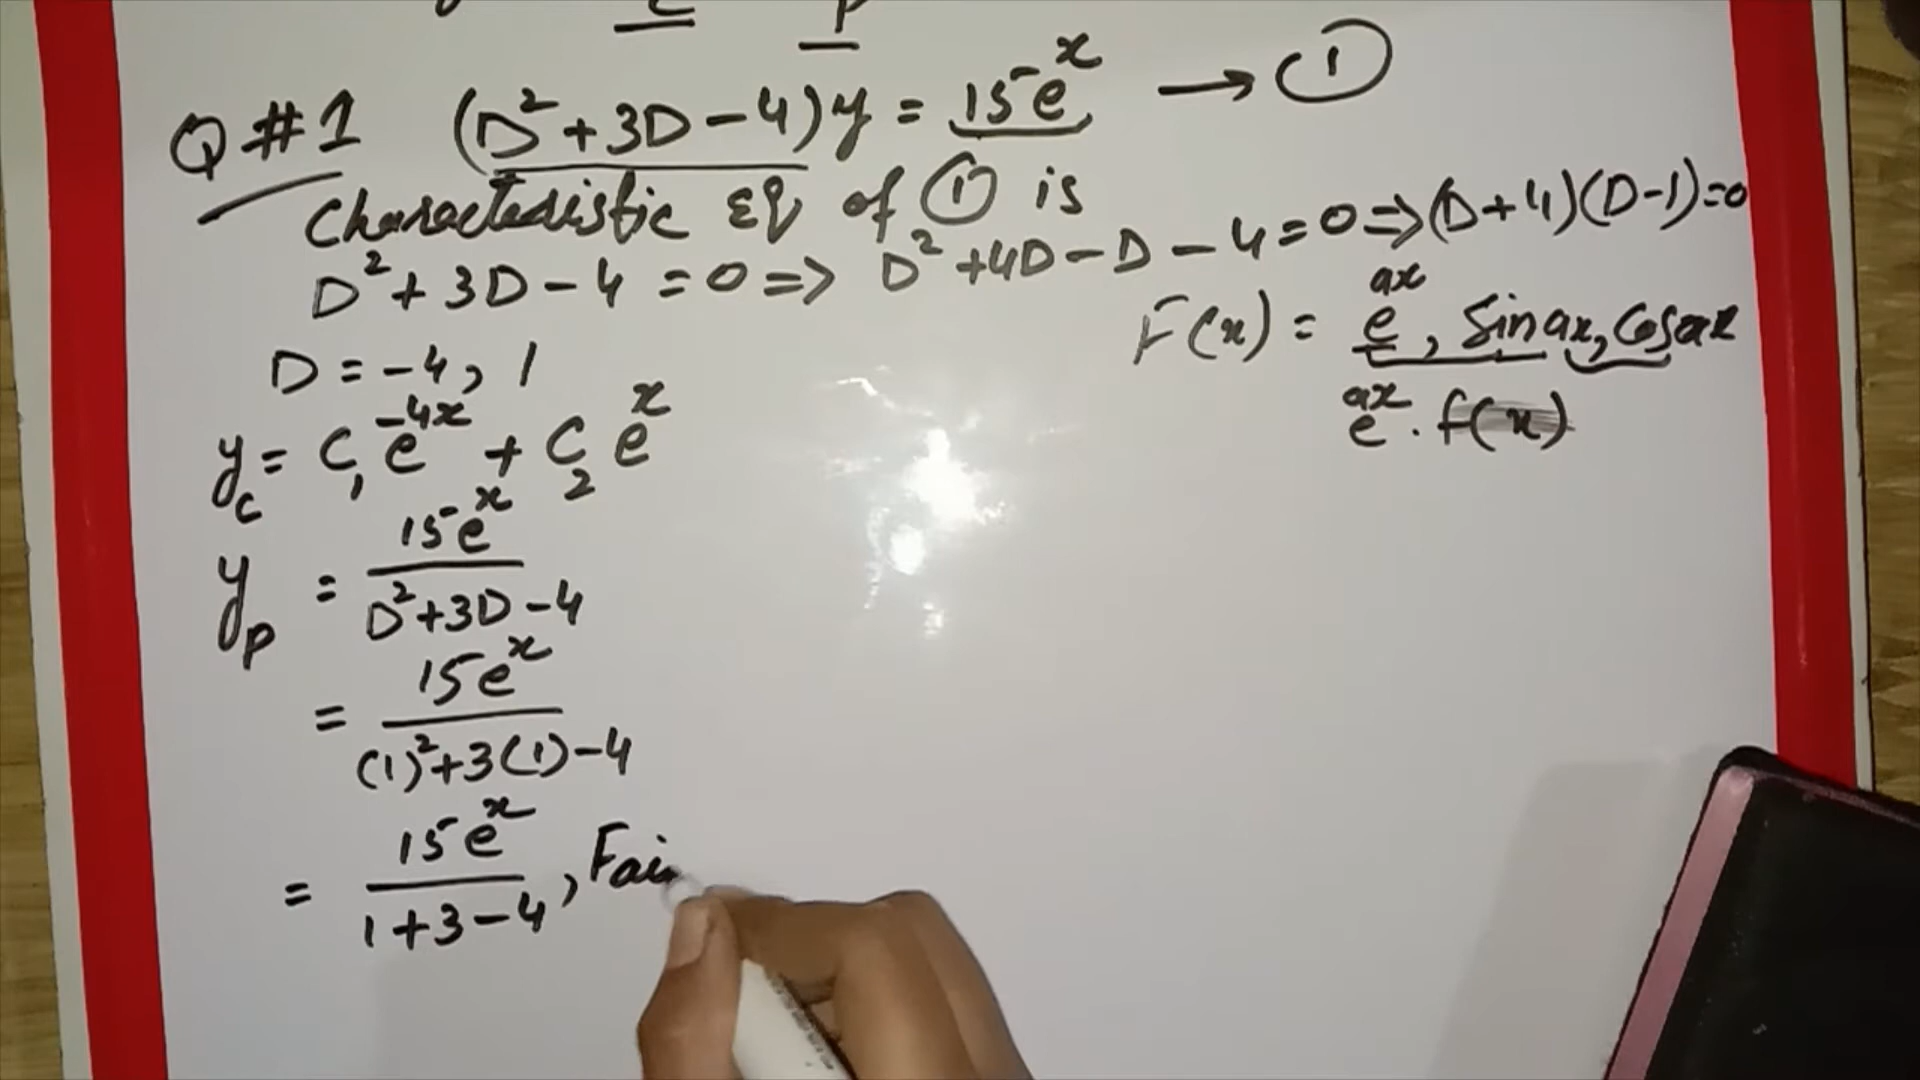 c p
Q#1 (D²+3D-4)y = 15e^x → ①
Characteristic Eq of ① is
D²+3D-4=0 => D²+4D-D-4=0 => (D+4)(D-1)=0
F(x) = e^ax, Sin ax, Cos ax
D = -4, 1
e^ax . f(x)
y_c = C₁e^-4x + C₂e^x
y_p = 15e^x / D²+3D-4
= 15e^x / (1)²+3(1)-4
= 15e^x / 1+3-4, Fai